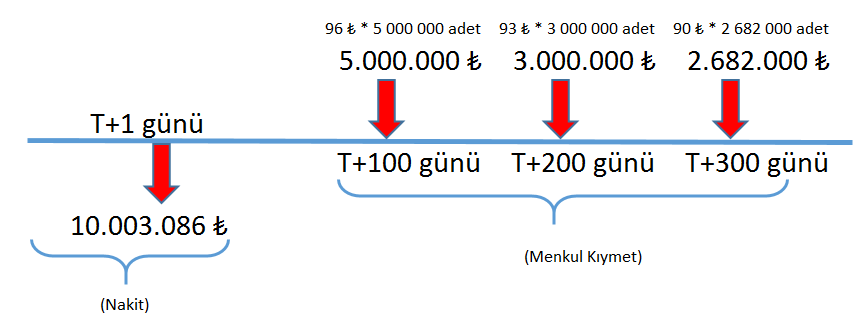 96 ₺ * 5 000 000 adet 93 ₺ * 3 000 000 adet 90 ₺ * 2 682 000 adet
5.000.000 ₺ 3.000.000 ₺ 2.682.000 ₺
T+1 günü
T+100 günü T+200 günü T+300 günü
10.003.086 ₺
(Menkul Kıymet)
(Nakit)